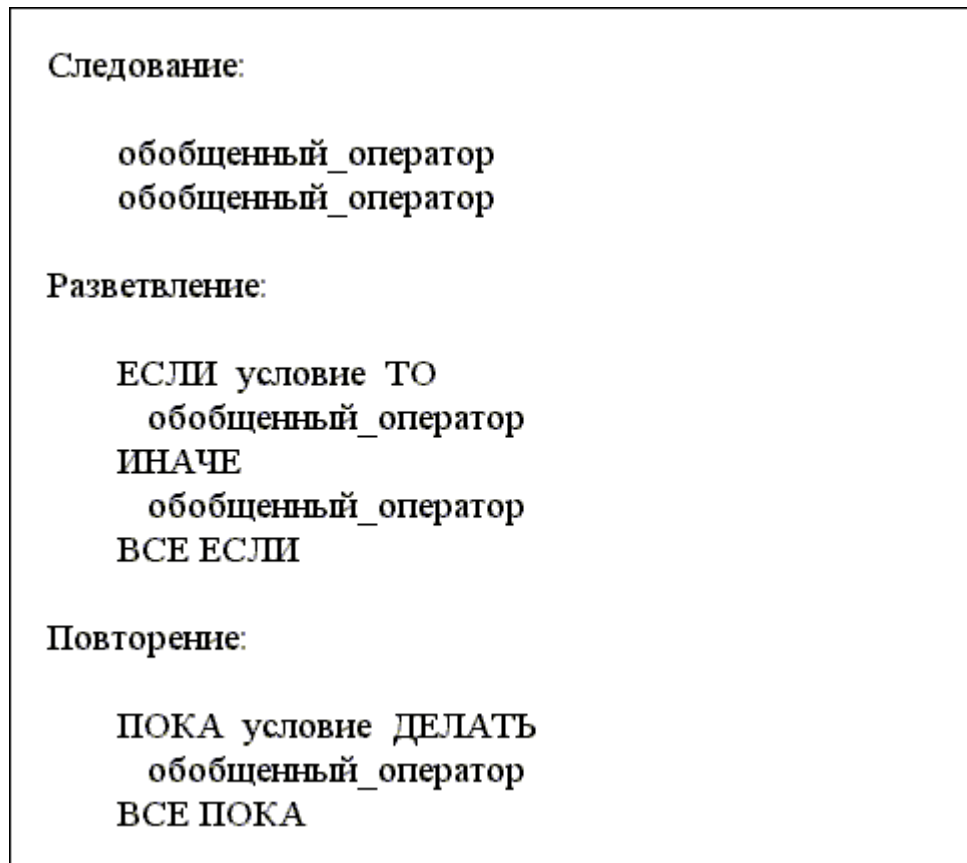 Следование:
обобщенный_оператор
обобщенный_оператор
Разветвление:
ЕСЛИ условие ТО
обобщенный_оператор
ИНАЧЕ
обобщенный_оператор
ВСЕ ЕСЛИ
Повторение:
ПОКА условие ДЕЛАТЬ
обобщенный_оператор
ВСЕ ПОКА